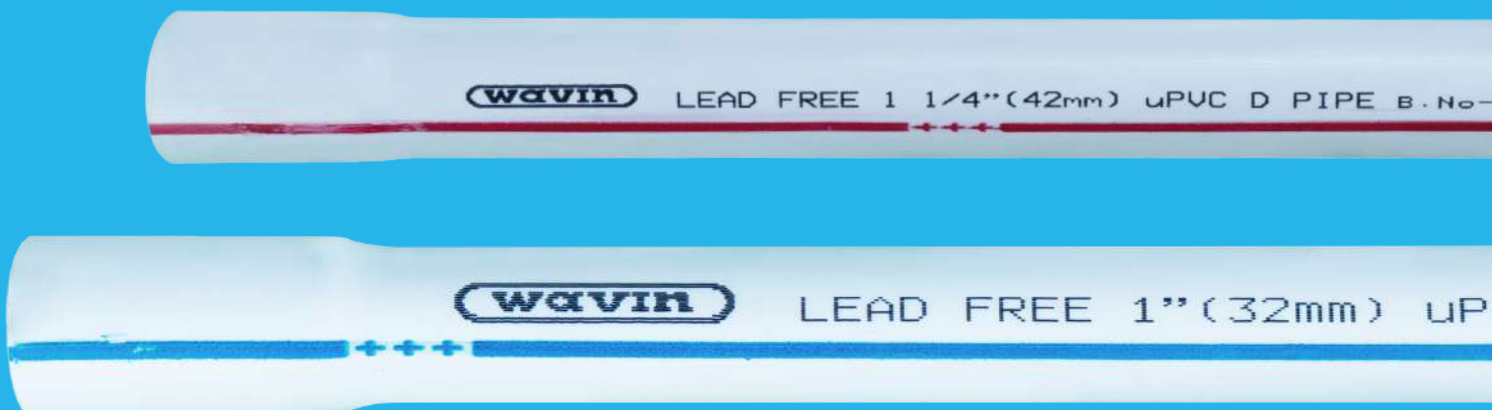 wavin LEAD FREE 1 1/4"(42mm) uPVC D PIPE B.No-
wavin LEAD FREE 1"(32mm) uP